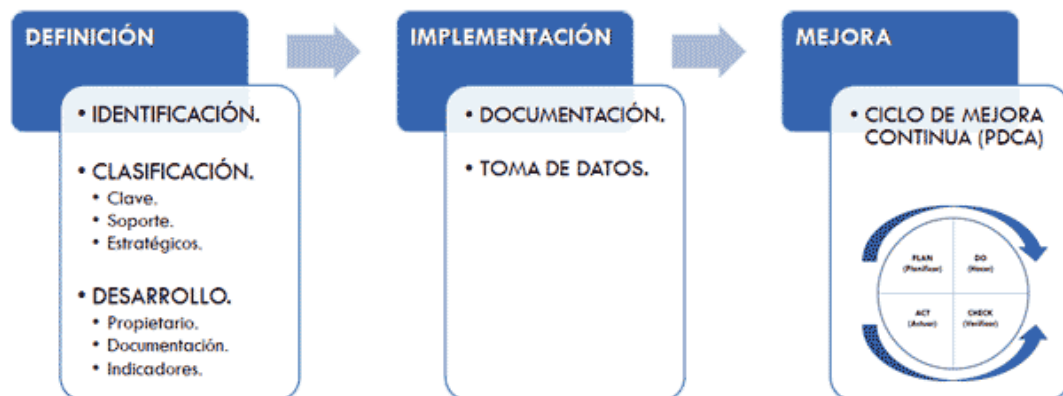 DEFINICIÓN
• IDENTIFICACIÓN.
• CLASIFICACIÓN.
• Clave.
• Soporte.
• Estratégicos.
• DESARROLLO.
• Propietario.
• Documentación.
• Indicadores.
IMPLEMENTACIÓN
• DOCUMENTACIÓN.
• TOMA DE DATOS.
MEJORA
• CICLO DE MEJORA
CONTINUA (PDCA)
PLAN
(Planificar)
DO
(Hacer)
ACT
(Actuar)
CHECK
(Verificar)